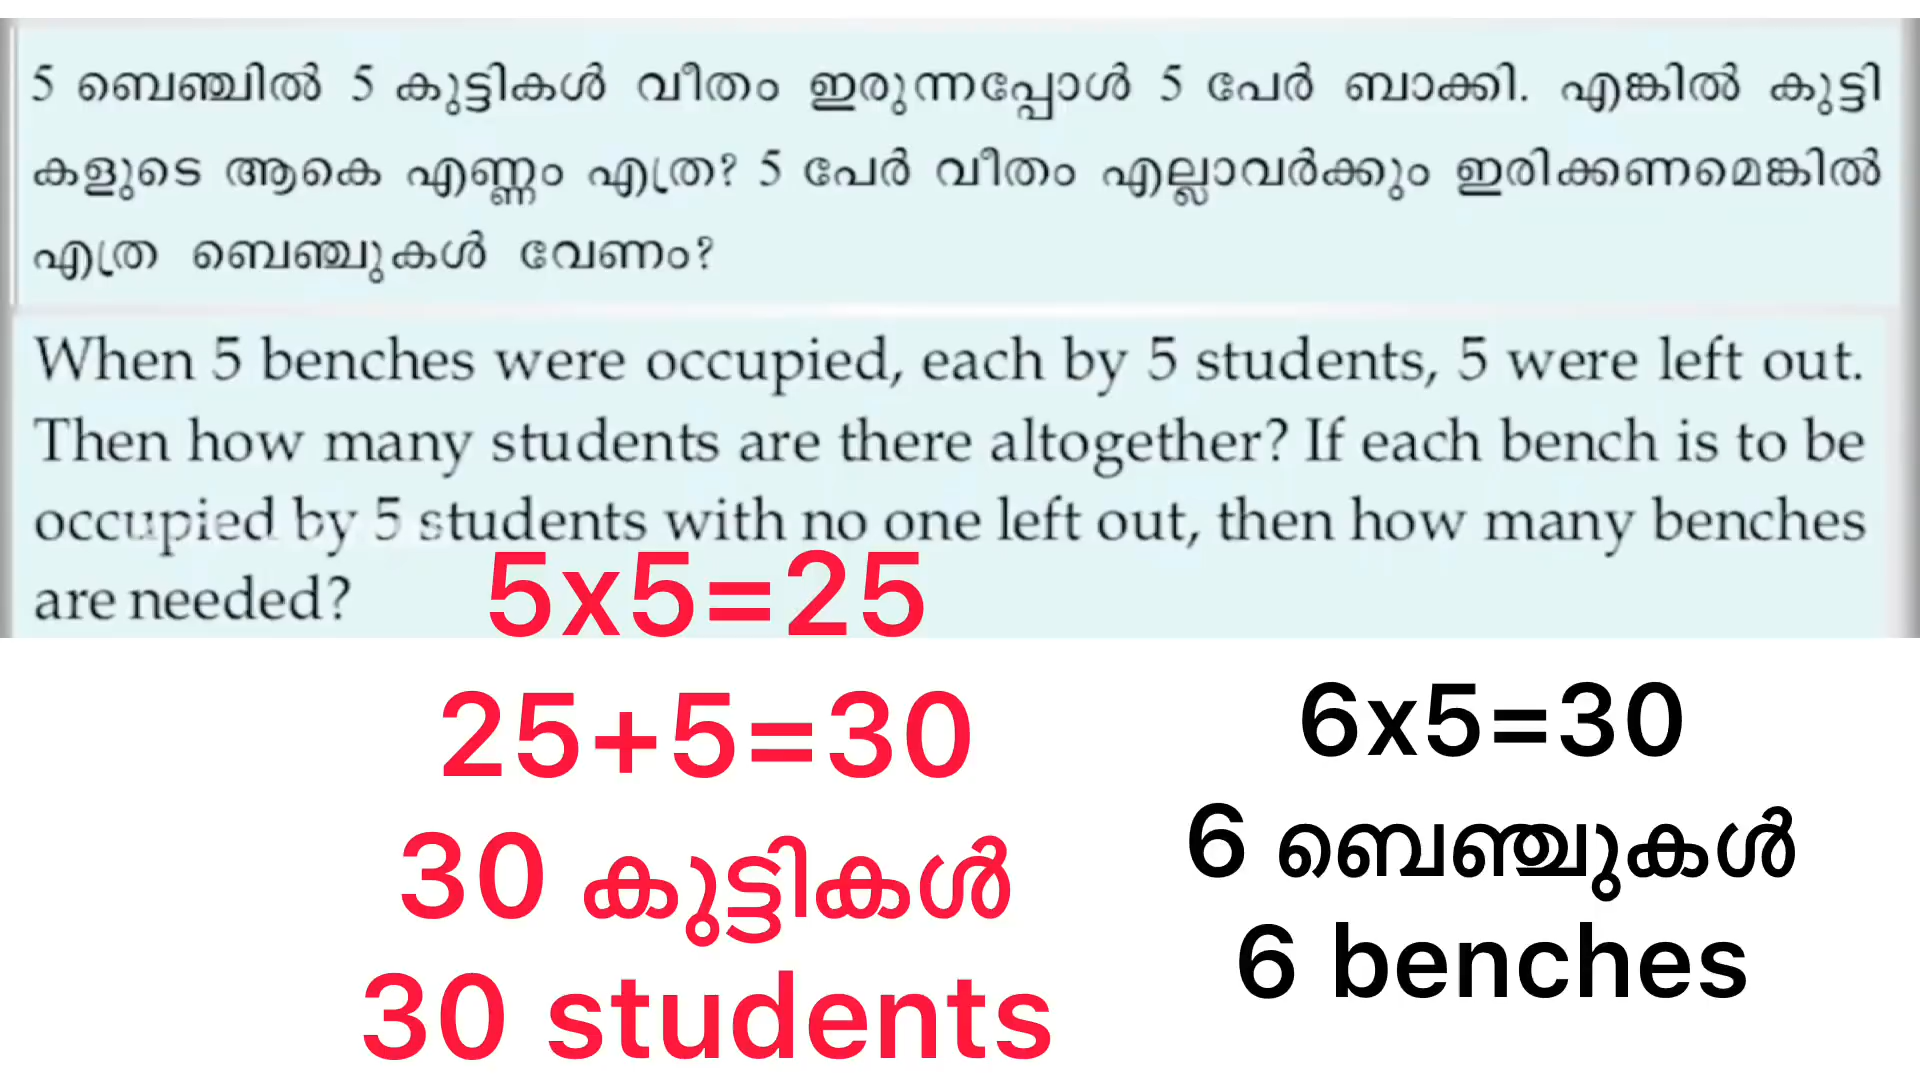 5 ബെഞ്ചിൽ 5 കുട്ടികൾ വീതം ഇരുന്നപ്പോൾ 5 പേർ ബാക്കി. എങ്കിൽ കുട്ടി
കളുടെ ആകെ എണ്ണം എത്ര? 5 പേർ വീതം എല്ലാവർക്കും ഇരിക്കണമെങ്കിൽ
എത്ര ബെഞ്ചുകൾ വേണം?
When 5 benches were occupied, each by 5 students, 5 were left out.
Then how many students are there altogether? If each bench is to be
occupied by 5 students with no one left out, then how many benches
are needed?
5x5=25
25+5=30
30 കുട്ടികൾ
30 students
6x5=30
6 ബെഞ്ചുകൾ
6 benches